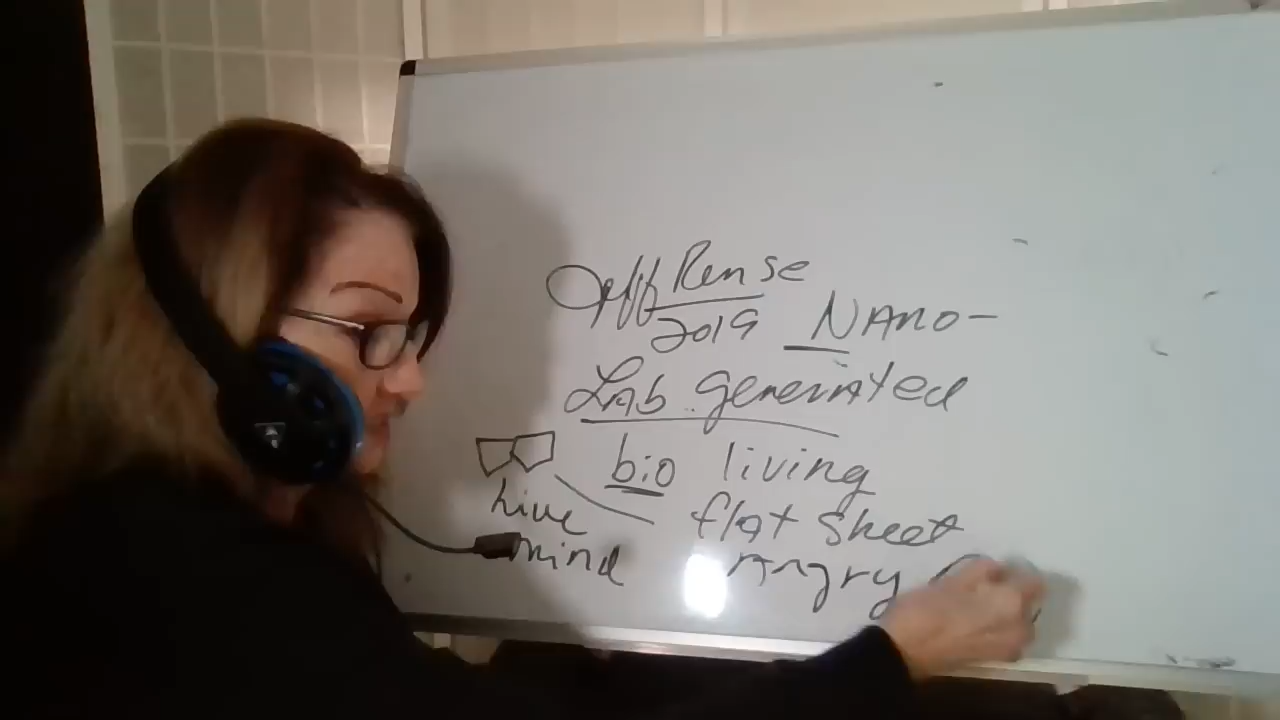 Jeff Rense
2019 NANO-
LAb generAted
bio living
flat sheet
hive mind
Angry